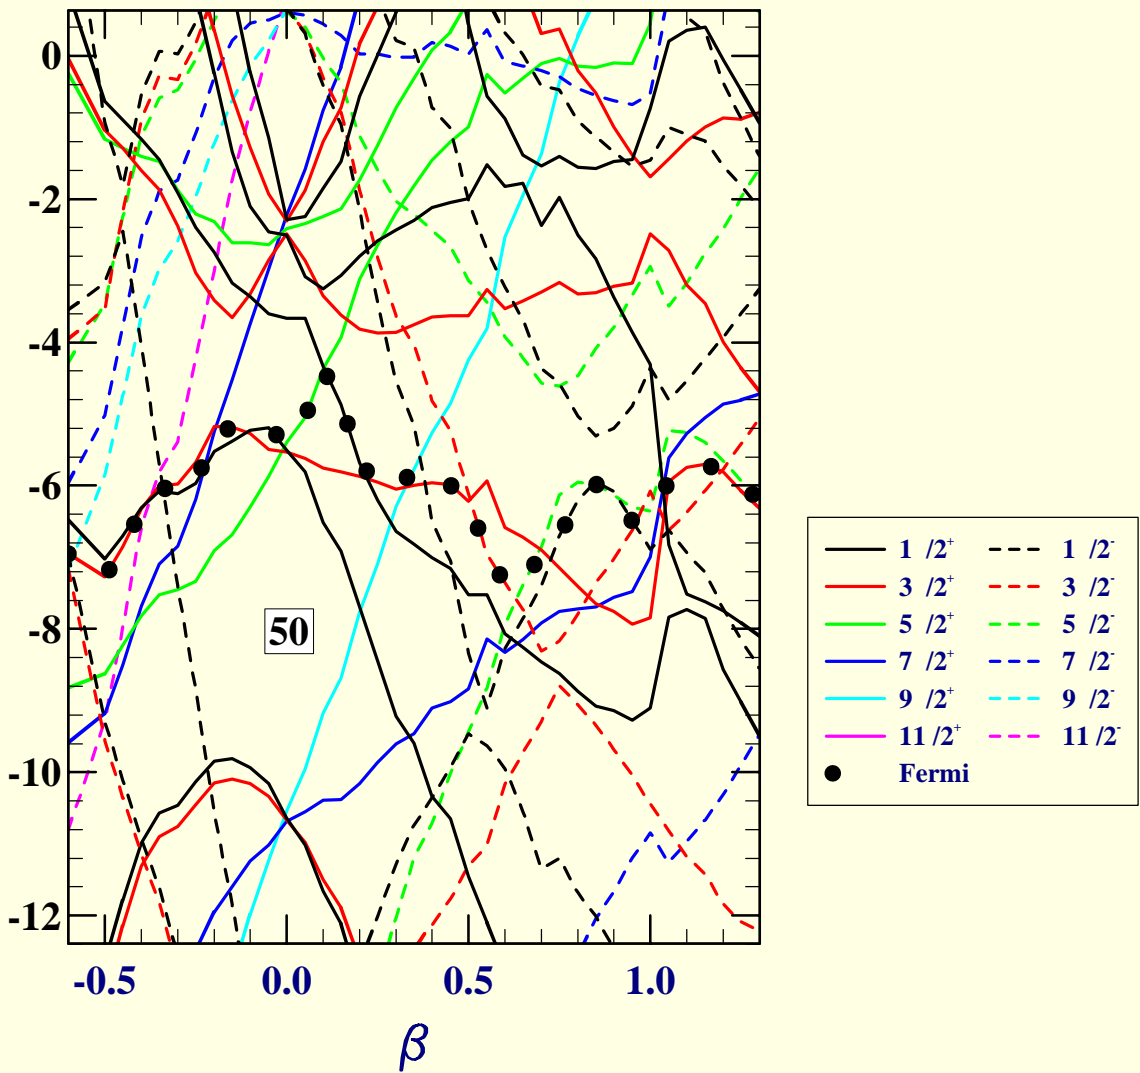 0
-2
-4
-6
-8
-10
-12
50
-0.5 0.0 0.5 1.0
β
1 /2+ 1 /2-
3 /2+ 3 /2-
5 /2+ 5 /2-
7 /2+ 7 /2-
9 /2+ 9 /2-
11 /2+ 11 /2-
Fermi